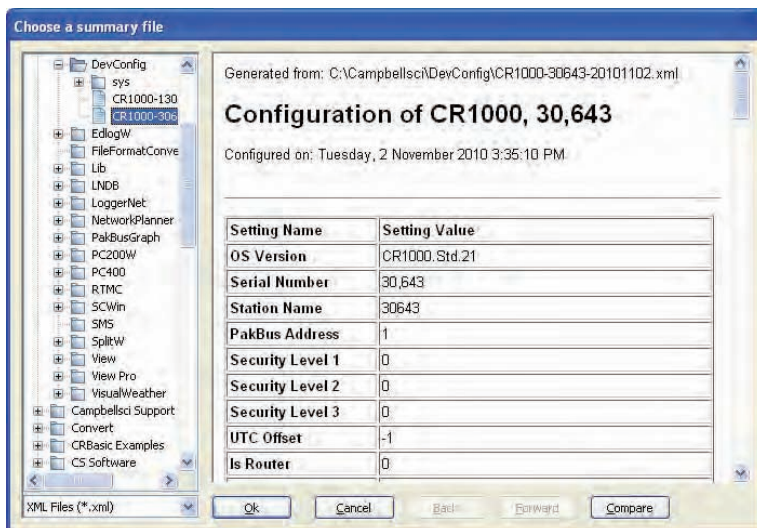 Choose a summary file
DevConfig
sys
CR1000-130
CR1000-306
EdlogW
FileFormatConve
Lib
LNDB
LoggerNet
NetworkPlanner
PakBusGraph
PC200W
PC400
RTMC
SCWin
SMS
SplitW
View
View Pro
VisualWeather
Campbellsci Support
Convert
CRBasic Examples
CS Software
XML Files (*.xml)
Generated from: C:\Campbellsci\DevConfig\CR1000-30643-20101102.xml
Configuration of CR1000, 30,643
Configured on: Tuesday, 2 November 2010 3:35:10 PM
Setting Name Setting Value
OS Version CR1000.Std.21
Serial Number 30,643
Station Name 30643
PakBus Address 1
Security Level 1 0
Security Level 2 0
Security Level 3 0
UTC Offset -1
Is Router 0
Ok Cancel Back Forward Compare